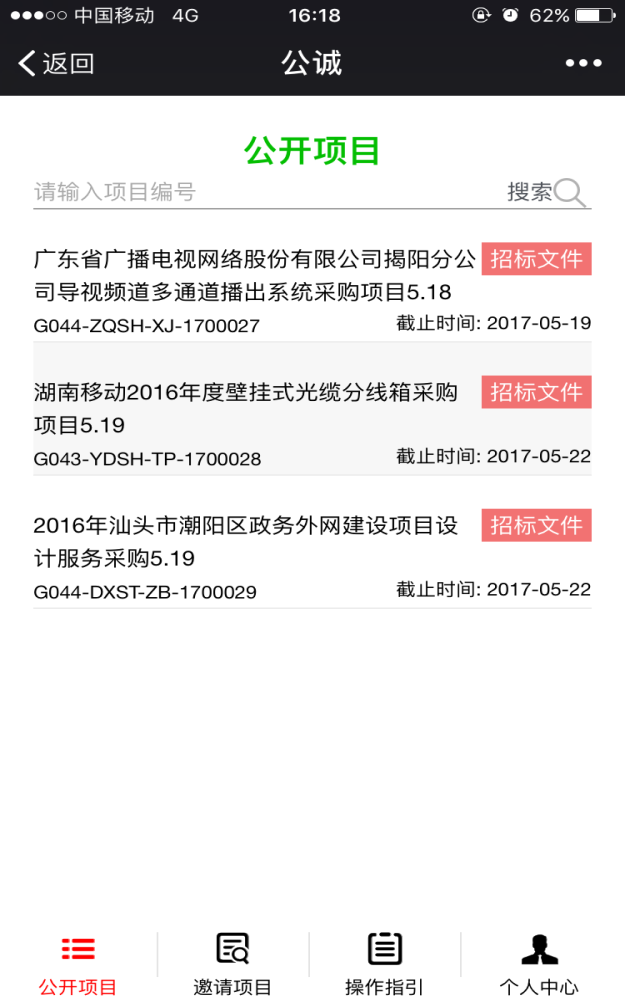 中国移动 4G 16:18 62%
返回 公诚
公开项目
请输入项目编号 搜索
广东省广播电视网络股份有限公司揭阳分公 招标文件
司导视频道多通道播出系统采购项目5.18
G044-ZQSH-XJ-1700027 截止时间: 2017-05-19
湖南移动2016年度壁挂式光缆分线箱采购 招标文件
项目5.19
G043-YDSH-TP-1700028 截止时间: 2017-05-22
2016年汕头市潮阳区政务外网建设项目设 招标文件
计服务采购5.19
G044-DXST-ZB-1700029 截止时间: 2017-05-22
公开项目 邀请项目 操作指引 个人中心